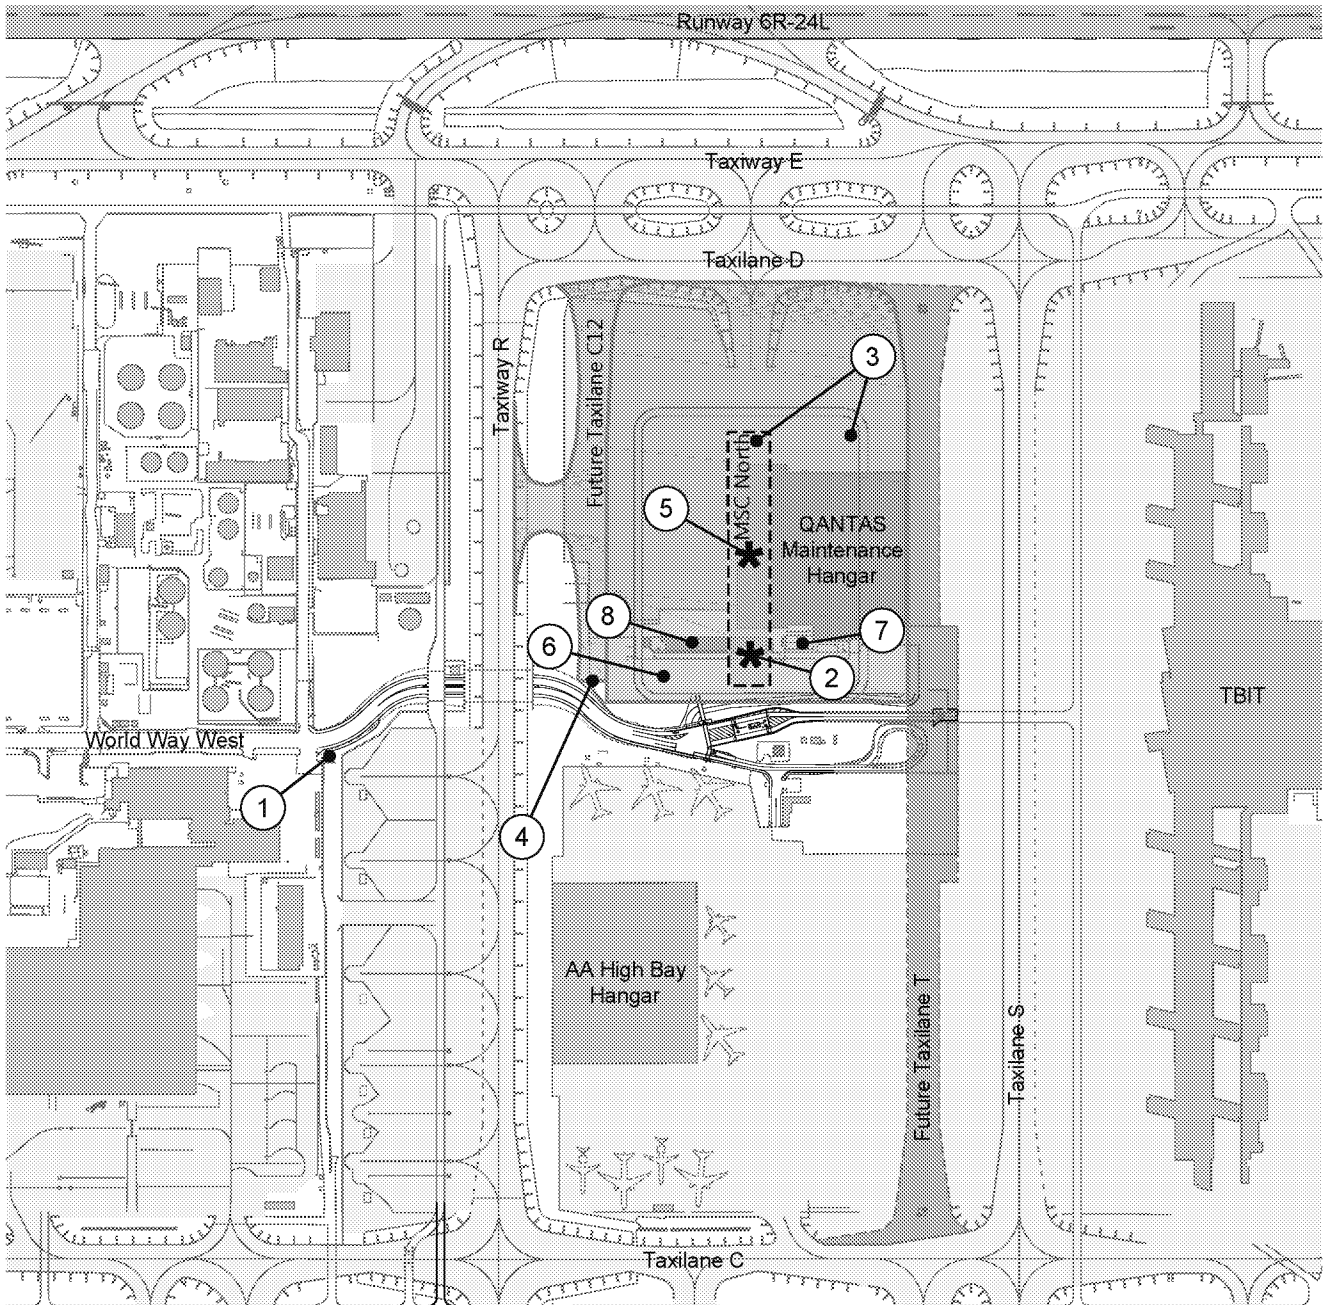 Runway 6R-24L
Taxiway E
Taxilane D
Taxiway R
Future Taxilane C12
3
MSC North
5
QANTAS
Maintenance
Hangar
8
7
6
2
TBIT
World Way West
1
4
AA High Bay
Hangar
Future Taxilane T
Taxilane S
Taxilane C